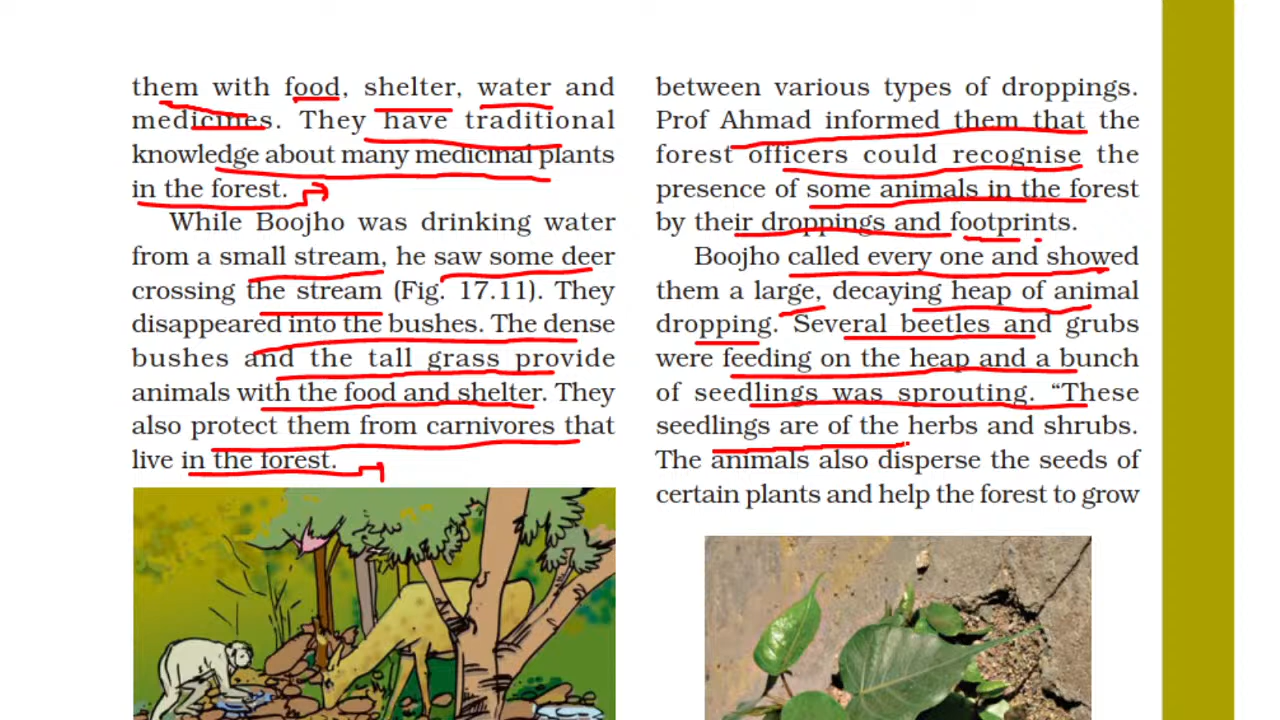 them with food, shelter, water and
medicines. They have traditional
knowledge about many medicinal plants
in the forest.
While Boojho was drinking water
from a small stream, he saw some deer
crossing the stream (Fig. 17.11). They
disappeared into the bushes. The dense
bushes and the tall grass provide
animals with the food and shelter. They
also protect them from carnivores that
live in the forest.
between various types of droppings.
Prof Ahmad informed them that the
forest officers could recognise the
presence of some animals in the forest
by their droppings and footprints.
Boojho called every one and showed
them a large, decaying heap of animal
dropping. Several beetles and grubs
were feeding on the heap and a bunch
of seedlings was sprouting. “These
seedlings are of the herbs and shrubs.
The animals also disperse the seeds of
certain plants and help the forest to grow